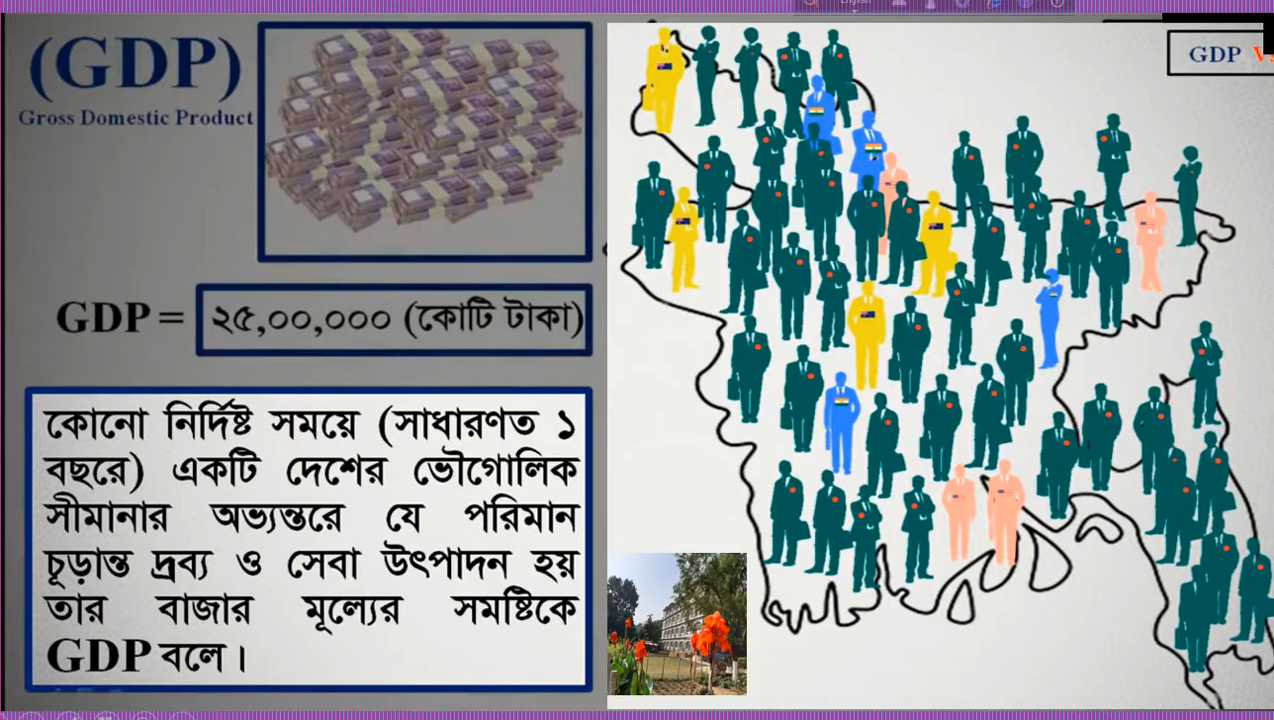 English
(GDP)
Gross Domestic Product
GDP =
২৫,০০,০০০ (কোটি টাকা)
কোনো নির্দিষ্ট সময়ে (সাধারণত ১
বছরে) একটি দেশের ভৌগোলিক
সীমানার অভ্যন্তরে যে পরিমান
চূড়ান্ত দ্রব্য ও সেবা উৎপাদন হয়
তার বাজার মূল্যের সমষ্টিকে
GDP বলে।
GDP